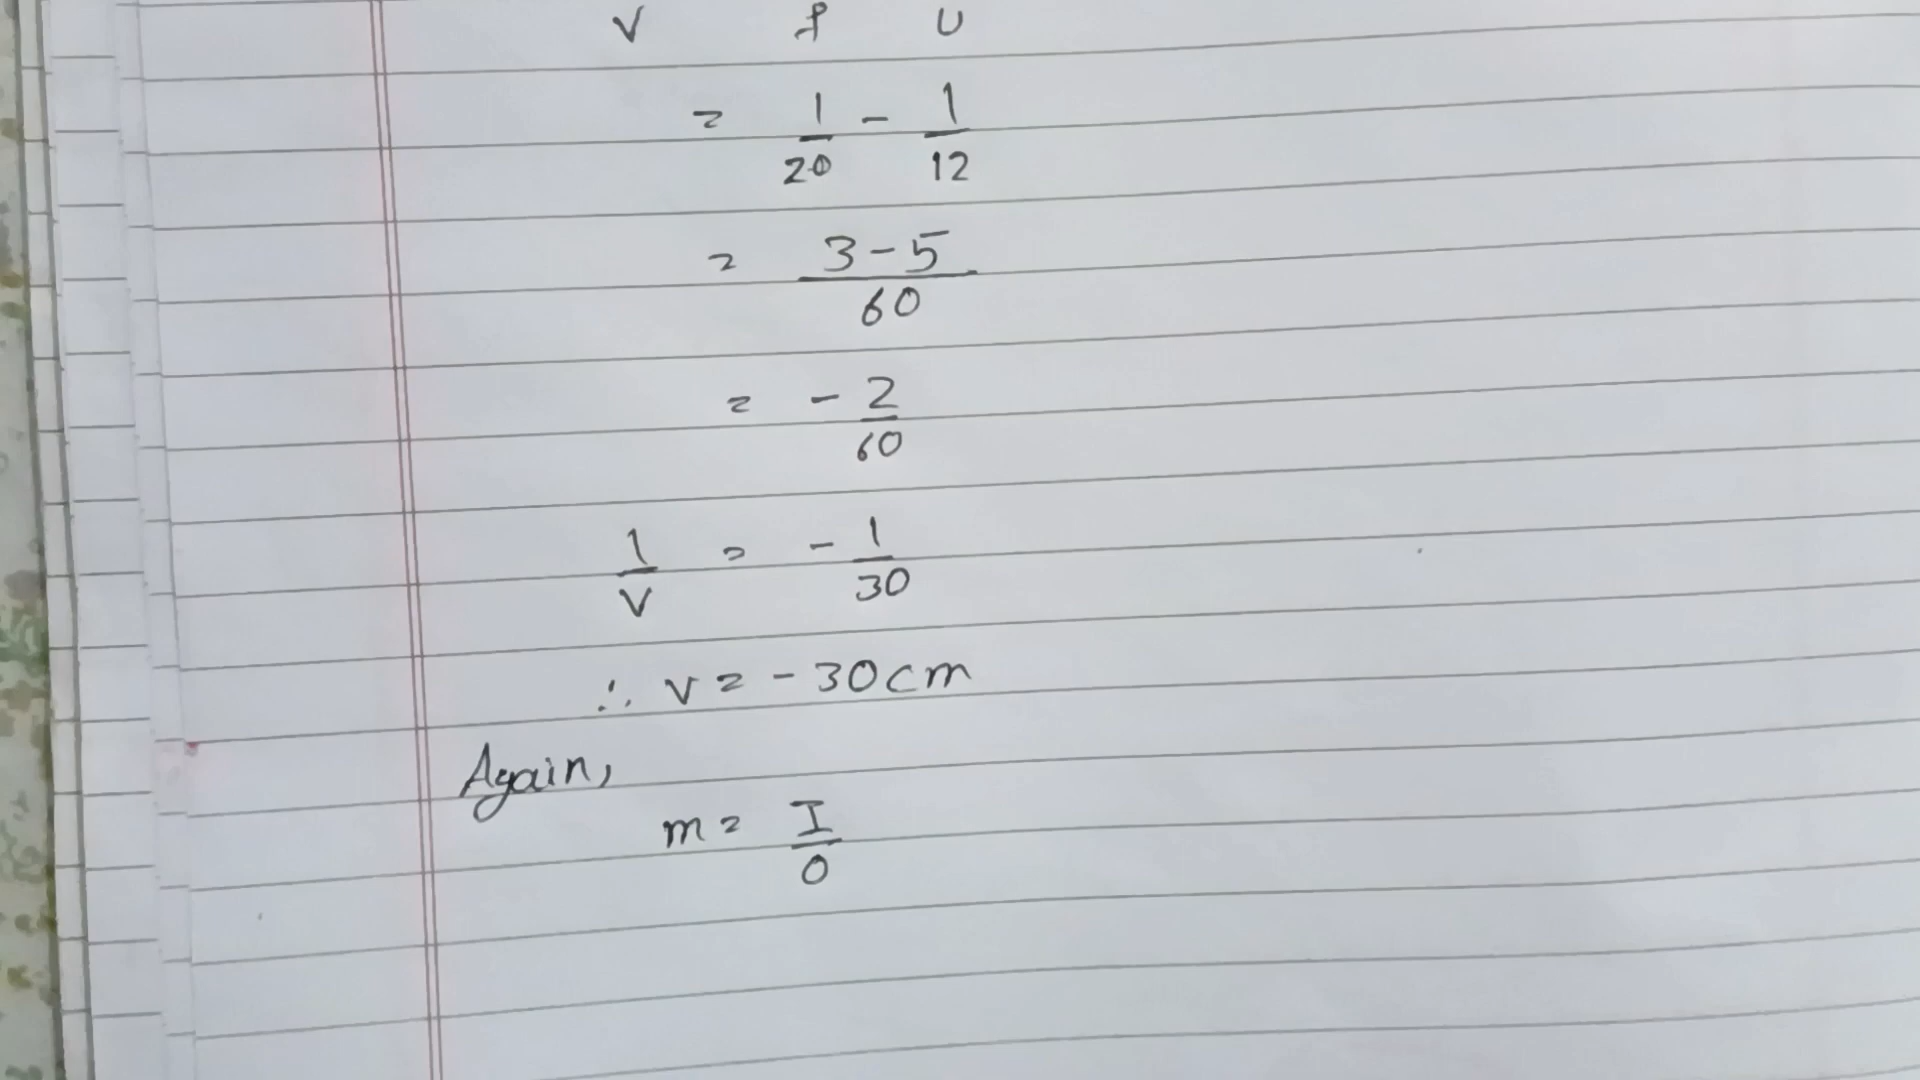 V f U
= 1/20 - 1/12
= 3-5/60
= - 2/60
1/V = - 1/30
∴ V = - 30cm
Again,
m = I/O